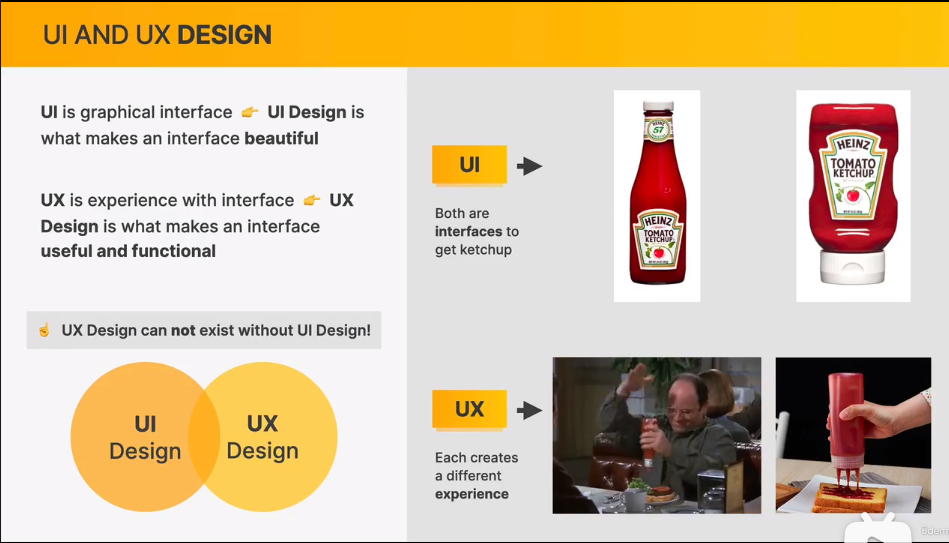 UI AND UX DESIGN
UI is graphical interface 👉 UI Design is
what makes an interface beautiful
UX is experience with interface 👉 UX
Design is what makes an interface
useful and functional
☝️ UX Design can not exist without UI Design!
UI
Design
UX
Design
UI
Both are
interfaces to
get ketchup
HEINZ
57
HEINZ
TOMATO
KETCHUP
HEINZ
TOMATO
KETCHUP
UX
Each creates
a different
experience